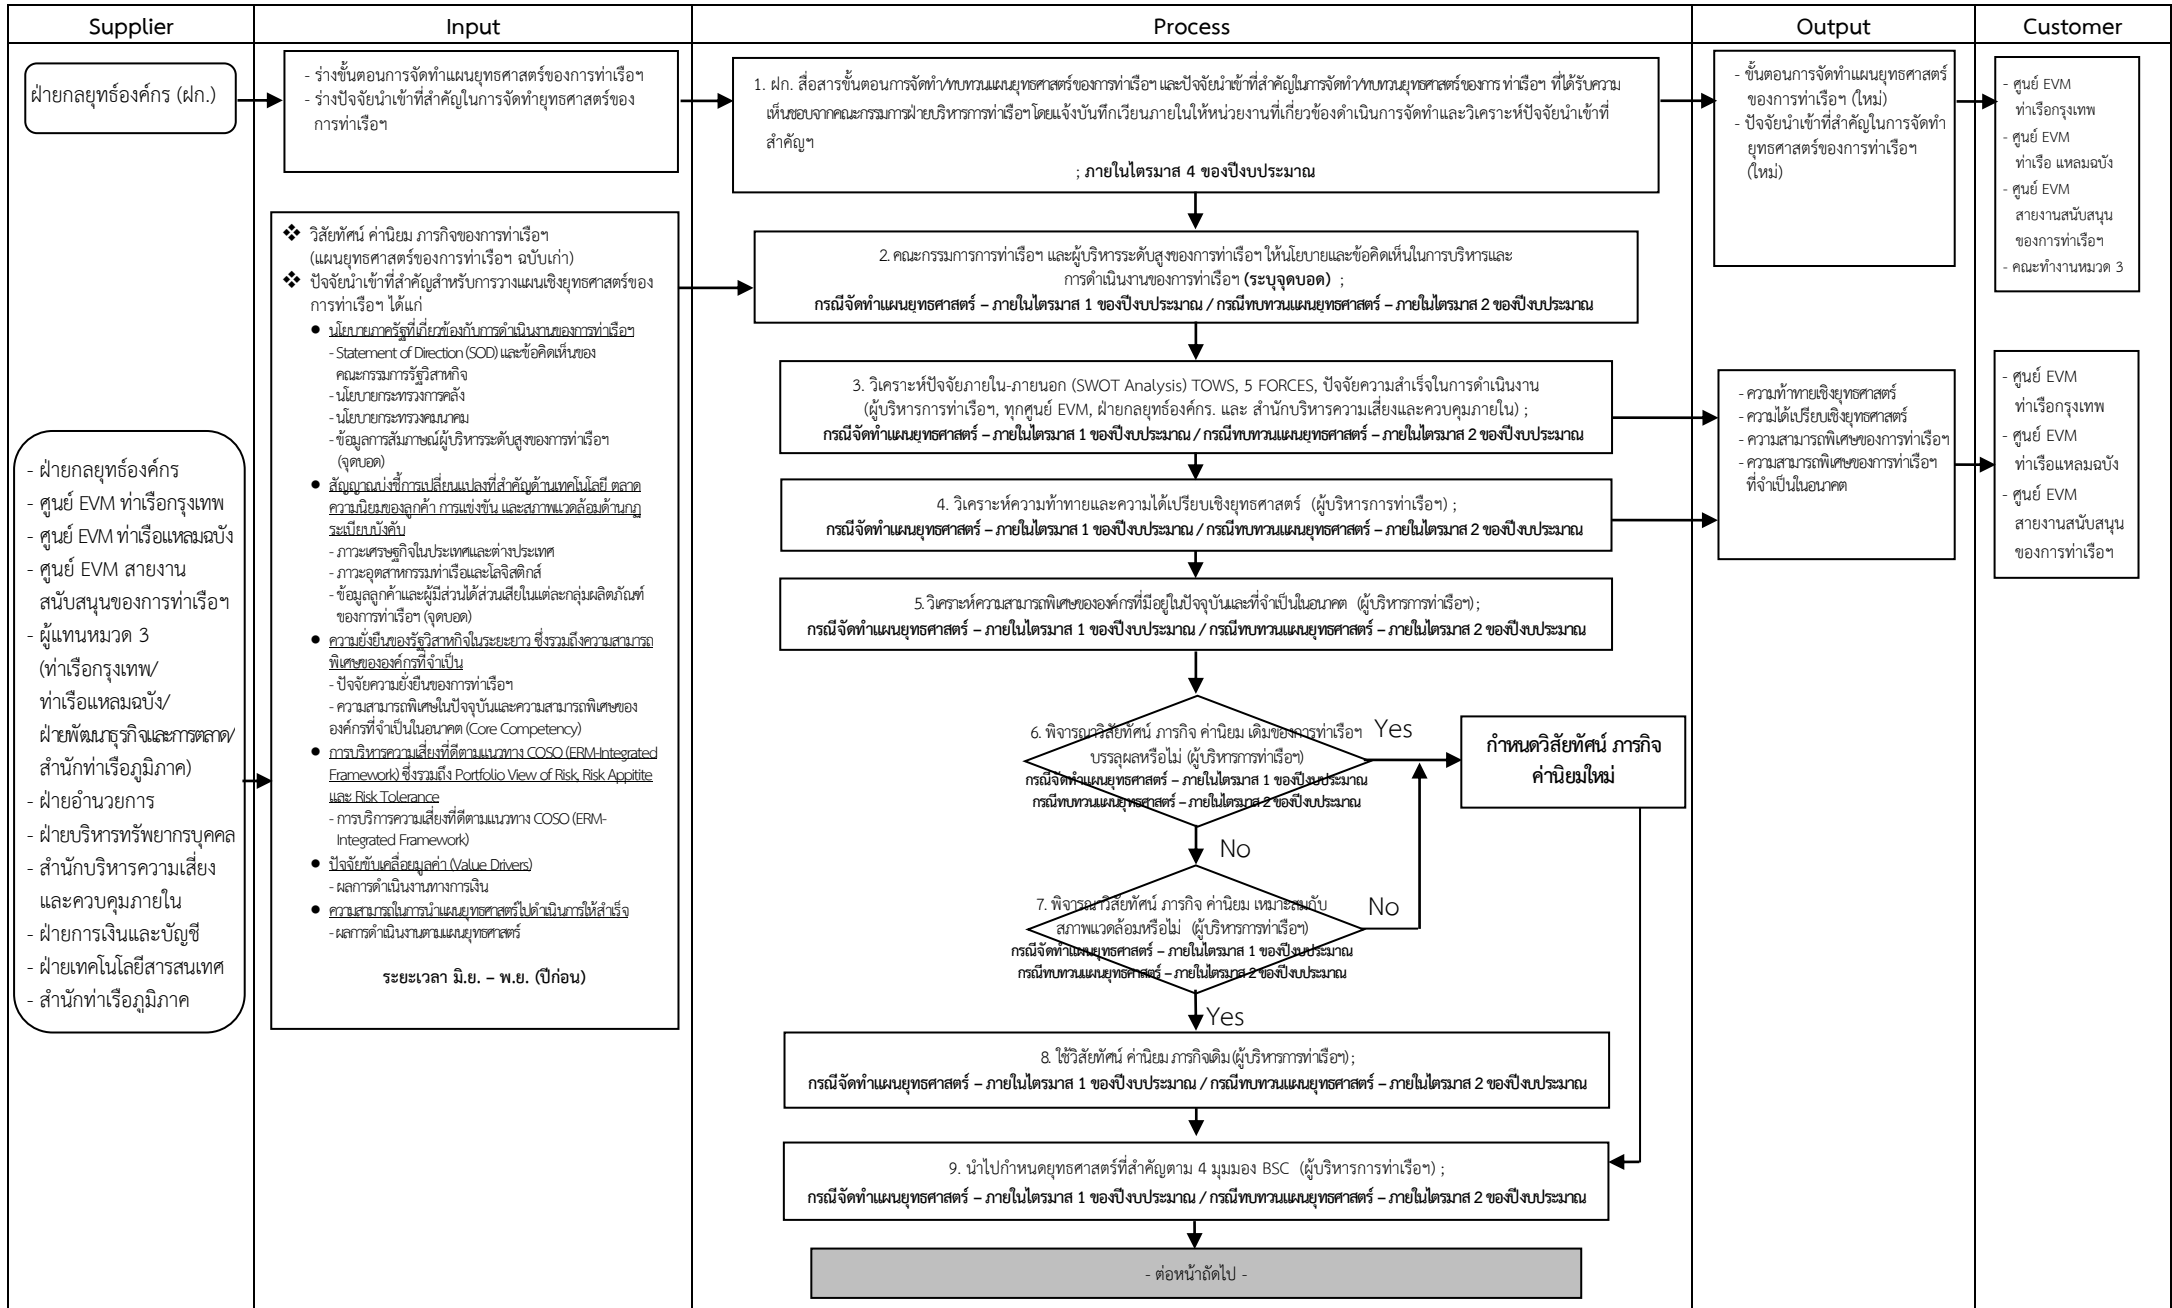 Supplier
Input
Process
Output
Customer
ฝ่ายกลยุทธ์องค์กร (ฝก.)
- ฝ่ายกลยุทธ์องค์กร
- ศูนย์ EVM ท่าเรือกรุงเทพ
- ศูนย์ EVM ท่าเรือแหลมฉบัง
- ศูนย์ EVM สายงาน
สนับสนุนของการท่าเรือฯ
- ผู้แทนหมวด 3
(ท่าเรือกรุงเทพ/
ท่าเรือแหลมฉบัง/
ฝ่ายพัฒนาธุรกิจและการตลาด/
สำนักท่าเรือภูมิภาค)
- ฝ่ายอำนวยการ
- ฝ่ายบริหารทรัพยากรบุคคล
- สำนักบริหารความเสี่ยง
และควบคุมภายใน
- ฝ่ายการเงินและบัญชี
- ฝ่ายเทคโนโลยีสารสนเทศ
- สำนักท่าเรือภูมิภาค
- ร่างขั้นตอนการจัดทำแผนยุทธศาสตร์ของการท่าเรือฯ
- ร่างปัจจัยนำเข้าที่สำคัญในการจัดทำยุทธศาสตร์ของ
การท่าเรือฯ
❖ วิสัยทัศน์ ค่านิยม ภารกิจของการท่าเรือฯ
(แผนยุทธศาสตร์ของการท่าเรือฯ ฉบับเก่า)
❖ ปัจจัยนำเข้าที่สำคัญสำหรับการวางแผนเชิงยุทธศาสตร์ของ
การท่าเรือฯ ได้แก่
● นโยบายภาครัฐที่เกี่ยวข้องกับการดำเนินงานของการท่าเรือฯ
- Statement of Direction (SOD) และข้อคิดเห็นของ
คณะกรรมการรัฐวิสาหกิจ
- นโยบายกระทรวงการคลัง
- นโยบายกระทรวงคมนาคม
- ข้อมูลการสัมภาษณ์ผู้บริหารระดับสูงของการท่าเรือฯ
(จุดบอด)
● สัญญาณบ่งชี้การเปลี่ยนแปลงที่สำคัญด้านเทคโนโลยี ตลาด
ความนิยมของลูกค้า การแข่งขัน และสภาพแวดล้อมด้านกฎ
ระเบียบบังคับ
- ภาวะเศรษฐกิจในประเทศและต่างประเทศ
- ภาวะอุตสาหกรรมท่าเรือและโลจิสติกส์
- ข้อมูลลูกค้าและผู้มีส่วนได้ส่วนเสียในแต่ละกลุ่มผลิตภัณฑ์
ของการท่าเรือฯ (จุดบอด)
● ความยั่งยืนของรัฐวิสาหกิจในระยะยาว ซึ่งรวมถึงความสามารถ
พิเศษขององค์กรที่จำเป็น
- ปัจจัยความยั่งยืนของการท่าเรือฯ
- ความสามารถพิเศษในปัจจุบันและความสามารถพิเศษของ
องค์กรที่จำเป็นในอนาคต (Core Competency)
● การบริหารความเสี่ยงที่ดีตามแนวทาง COSO (ERM-Integrated
Framework) ซึ่งรวมถึง Portfolio View of Risk, Risk Appitite
และ Risk Tolerance
- การบริการความเสี่ยงที่ดีตามแนวทาง COSO (ERM-
Integrated Framework)
● ปัจจัยขับเคลื่อยมูลค่า (Value Drivers)
- ผลการดำเนินงานทางการเงิน
● ความสามารถในการนำแผนยุทธศาสตร์ไปดำเนินการให้สำเร็จ
- ผลการดำเนินงานตามแผนยุทธศาสตร์
ระยะเวลา มิ.ย. – พ.ย. (ปีก่อน)
1. ฝก. สื่อสารขั้นตอนการจัดทำ/ทบทวนแผนยุทธศาสตร์ของการท่าเรือฯ และปัจจัยนำเข้าที่สำคัญในการจัดทำ/ทบทวนยุทธศาสตร์ของการ ท่าเรือฯ ที่ได้รับความ
เห็นชอบจากคณะกรรมการฝ่ายบริหารการท่าเรือฯ โดยแจ้งบันทึกเวียนภายในให้หน่วยงานที่เกี่ยวข้องดำเนินการจัดทำและวิเคราะห์ปัจจัยนำเข้าที่
สำคัญฯ
; ภายในไตรมาส 4 ของปีงบประมาณ
2. คณะกรรมการการท่าเรือฯ และผู้บริหารระดับสูงของการท่าเรือฯ ให้นโยบายและข้อคิดเห็นในการบริหารและ
การดำเนินงานของการท่าเรือฯ (ระบุจุดบอด) ;
กรณีจัดทำแผนยุทธศาสตร์ – ภายในไตรมาส 1 ของปีงบประมาณ / กรณีทบทวนแผนยุทธศาสตร์ – ภายในไตรมาส 2 ของปีงบประมาณ
3. วิเคราะห์ปัจจัยภายใน-ภายนอก (SWOT Analysis) TOWS, 5 FORCES, ปัจจัยความสำเร็จในการดำเนินงาน
(ผู้บริหารการท่าเรือฯ, ทุกศูนย์ EVM, ฝ่ายกลยุทธ์องค์กร. และ สำนักบริหารความเสี่ยงและควบคุมภายใน) ;
กรณีจัดทำแผนยุทธศาสตร์ – ภายในไตรมาส 1 ของปีงบประมาณ / กรณีทบทวนแผนยุทธศาสตร์ – ภายในไตรมาส 2 ของปีงบประมาณ
4. วิเคราะห์ความท้าทายและความได้เปรียบเชิงยุทธศาสตร์ (ผู้บริหารการท่าเรือฯ) ;
กรณีจัดทำแผนยุทธศาสตร์ – ภายในไตรมาส 1 ของปีงบประมาณ / กรณีทบทวนแผนยุทธศาสตร์ – ภายในไตรมาส 2 ของปีงบประมาณ
5. วิเคราะห์ความสามารถพิเศษขององค์กรที่มีอยู่ในปัจจุบันและที่จำเป็นในอนาคต (ผู้บริหารการท่าเรือฯ) ;
กรณีจัดทำแผนยุทธศาสตร์ – ภายในไตรมาส 1 ของปีงบประมาณ / กรณีทบทวนแผนยุทธศาสตร์ – ภายในไตรมาส 2 ของปีงบประมาณ
6. พิจารณาวิสัยทัศน์ ภารกิจ ค่านิยม เดิมของการท่าเรือฯ
บรรลุผลหรือไม่ (ผู้บริหารการท่าเรือฯ)
กรณีจัดทำแผนยุทธศาสตร์ – ภายในไตรมาส 1 ของปีงบประมาณ
กรณีทบทวนแผนยุทธศาสตร์ – ภายในไตรมาส 2 ของปีงบประมาณ
Yes
กำหนดวิสัยทัศน์ ภารกิจ
ค่านิยมใหม่
No
7. พิจารณาวิสัยทัศน์ ภารกิจ ค่านิยม เหมาะสมกับ
สภาพแวดล้อมหรือไม่ (ผู้บริหารการท่าเรือฯ)
กรณีจัดทำแผนยุทธศาสตร์ – ภายในไตรมาส 1 ของปีงบประมาณ
กรณีทบทวนแผนยุทธศาสตร์ – ภายในไตรมาส 2 ของปีงบประมาณ
No
Yes
8. ใช้วิสัยทัศน์ ค่านิยม ภารกิจเดิม (ผู้บริหารการท่าเรือฯ) ;
กรณีจัดทำแผนยุทธศาสตร์ – ภายในไตรมาส 1 ของปีงบประมาณ / กรณีทบทวนแผนยุทธศาสตร์ – ภายในไตรมาส 2 ของปีงบประมาณ
9. นำไปกำหนดยุทธศาสตร์ที่สำคัญตาม 4 มุมมอง BSC (ผู้บริหารการท่าเรือฯ) ;
กรณีจัดทำแผนยุทธศาสตร์ – ภายในไตรมาส 1 ของปีงบประมาณ / กรณีทบทวนแผนยุทธศาสตร์ – ภายในไตรมาส 2 ของปีงบประมาณ
- ต่อหน้าถัดไป -
- ขั้นตอนการจัดทำแผนยุทธศาสตร์
ของการท่าเรือฯ (ใหม่)
- ปัจจัยนำเข้าที่สำคัญในการจัดทำ
ยุทธศาสตร์ของการท่าเรือฯ
(ใหม่)
- ความท้าทายเชิงยุทธศาสตร์
- ความได้เปรียบเชิงยุทธศาสตร์
- ความสามารถพิเศษของการท่าเรือฯ
- ความสามารถพิเศษของการท่าเรือฯ
ที่จำเป็นในอนาคต
- ศูนย์ EVM
ท่าเรือกรุงเทพ
- ศูนย์ EVM
ท่าเรือ แหลมฉบัง
- ศูนย์ EVM
สายงานสนับสนุน
ของการท่าเรือฯ
- คณะทำงานหมวด 3
- ศูนย์ EVM
ท่าเรือกรุงเทพ
- ศูนย์ EVM
ท่าเรือแหลมฉบัง
- ศูนย์ EVM
สายงานสนับสนุน
ของการท่าเรือฯ